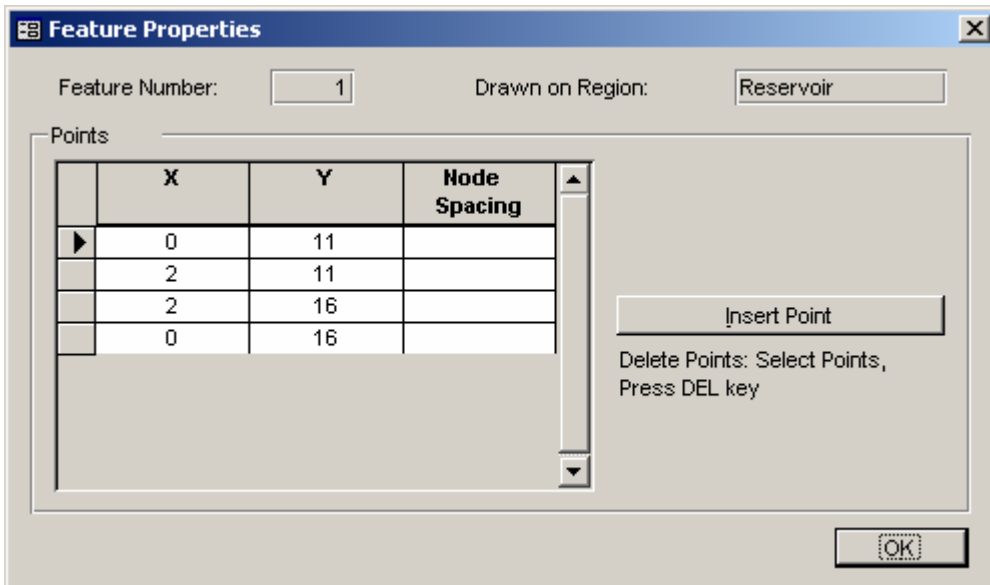 Feature Properties
Feature Number: 1 Drawn on Region: Reservoir
Points
X Y Node Spacing
0 11
2 11
2 16
0 16
Insert Point
Delete Points: Select Points,
Press DEL key
OK